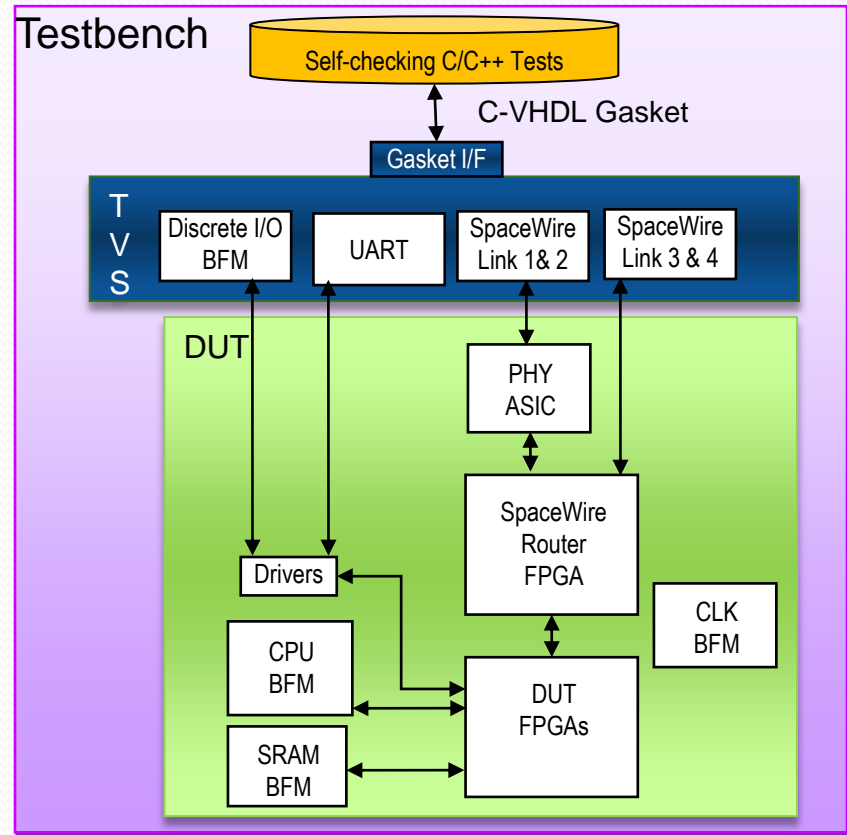 Testbench
Self-checking C/C++ Tests
C-VHDL Gasket
Gasket I/F
T
V
S
Discrete I/O
BFM
UART
SpaceWire
Link 1& 2
SpaceWire
Link 3 & 4
DUT
PHY
ASIC
SpaceWire
Router
FPGA
Drivers
CLK
BFM
CPU
BFM
DUT
FPGAs
SRAM
BFM